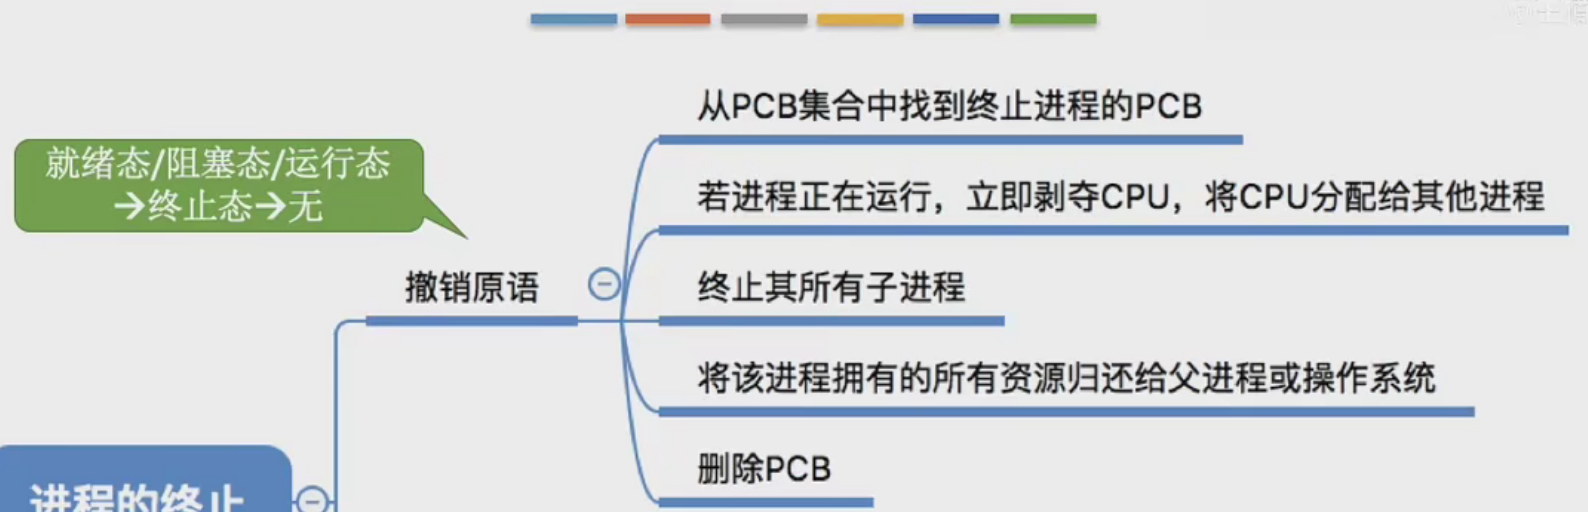 从PCB集合中找到终止进程的PCB
就绪态/阻塞态/运行态
→终止态→无
若进程正在运行，立即剥夺CPU，将CPU分配给其他进程
撤销原语
终止其所有子进程
将该进程拥有的所有资源归还给父进程或操作系统
删除PCB
进程的终止